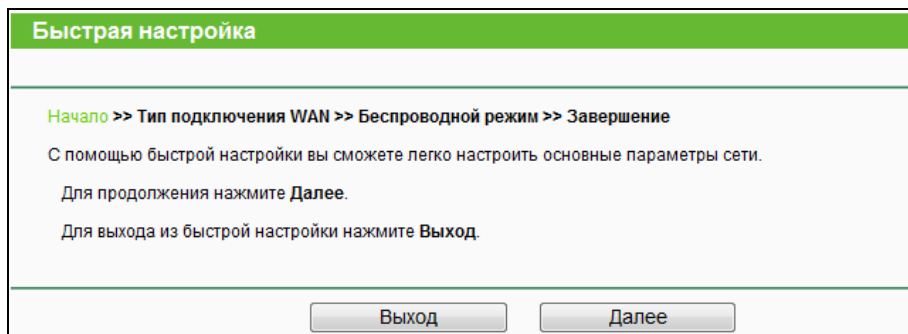 Быстрая настройка
Начало >> Тип подключения WAN >> Беспроводной режим >> Завершение
С помощью быстрой настройки вы сможете легко настроить основные параметры сети.
Для продолжения нажмите Далее.
Для выхода из быстрой настройки нажмите Выход.
Выход Далее